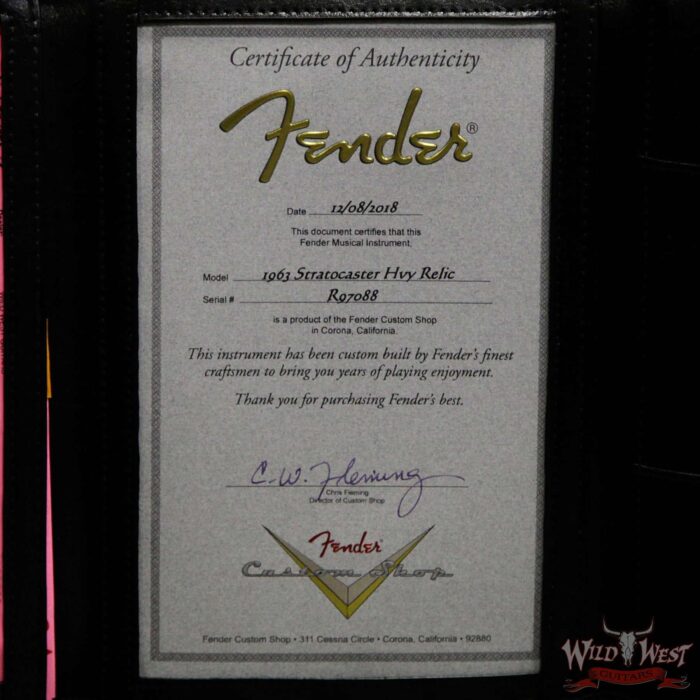 Certificate of Authenticity
Fender®
Date 12/08/2018
This document certifies that this
Fender Musical Instrument,
Model 1963 Stratocaster Hvy Relic
Serial # R97088
is a product of the Fender Custom Shop
in Corona, California.
This instrument has been custom built by Fender's finest
craftsmen to bring you years of playing enjoyment.
Thank you for purchasing Fender's best.
C.W. Fleming
Chris Fleming
Director of Custom Shop
Fender
Custom Shop
Fender Custom Shop • 311 Cessna Circle • Corona, California • 92880
WILD WEST
GUITARS